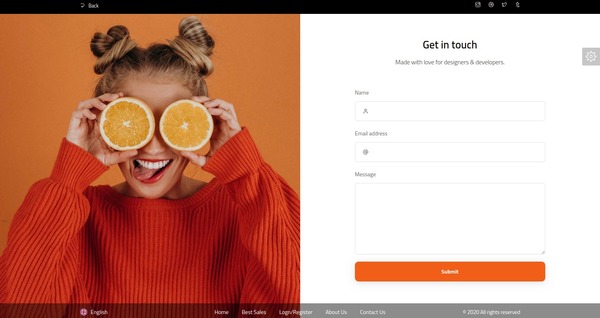 Back
Get in touch
Made with love for designers & developers.
Name
Email address
@
Message
Submit
English
Home
Best Sales
Login/Register
About Us
Contact Us
© 2020 All rights reserved